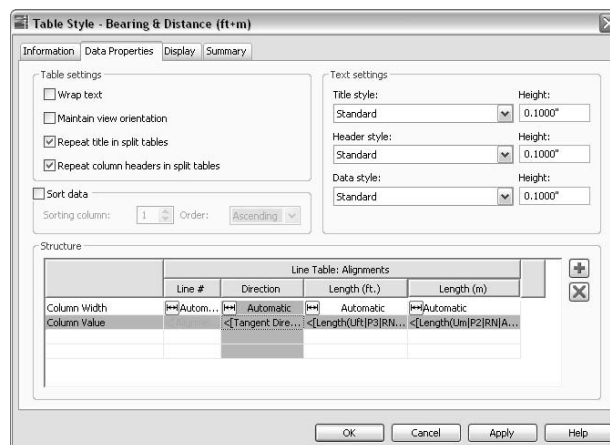 Table Style - Bearing & Distance (ft+m)
Information Data Properties Display Summary
Table settings
Wrap text
Maintain view orientation
Repeat title in split tables
Repeat column headers in split tables
Sort data
Sorting column: 1 Order: Ascending
Text settings
Title style: Height:
Standard 0.1000"
Header style: Height:
Standard 0.1000"
Data style: Height:
Standard 0.1000"
Structure
Line Table: Alignments
Line # Direction Length (ft.) Length (m)
Column Width Autom... Automatic Automatic Automatic
Column Value <[Tangent Dire... <[Length(Uft|P3|RN... <[Length(Um|P2|RN|A...
OK Cancel Apply Help